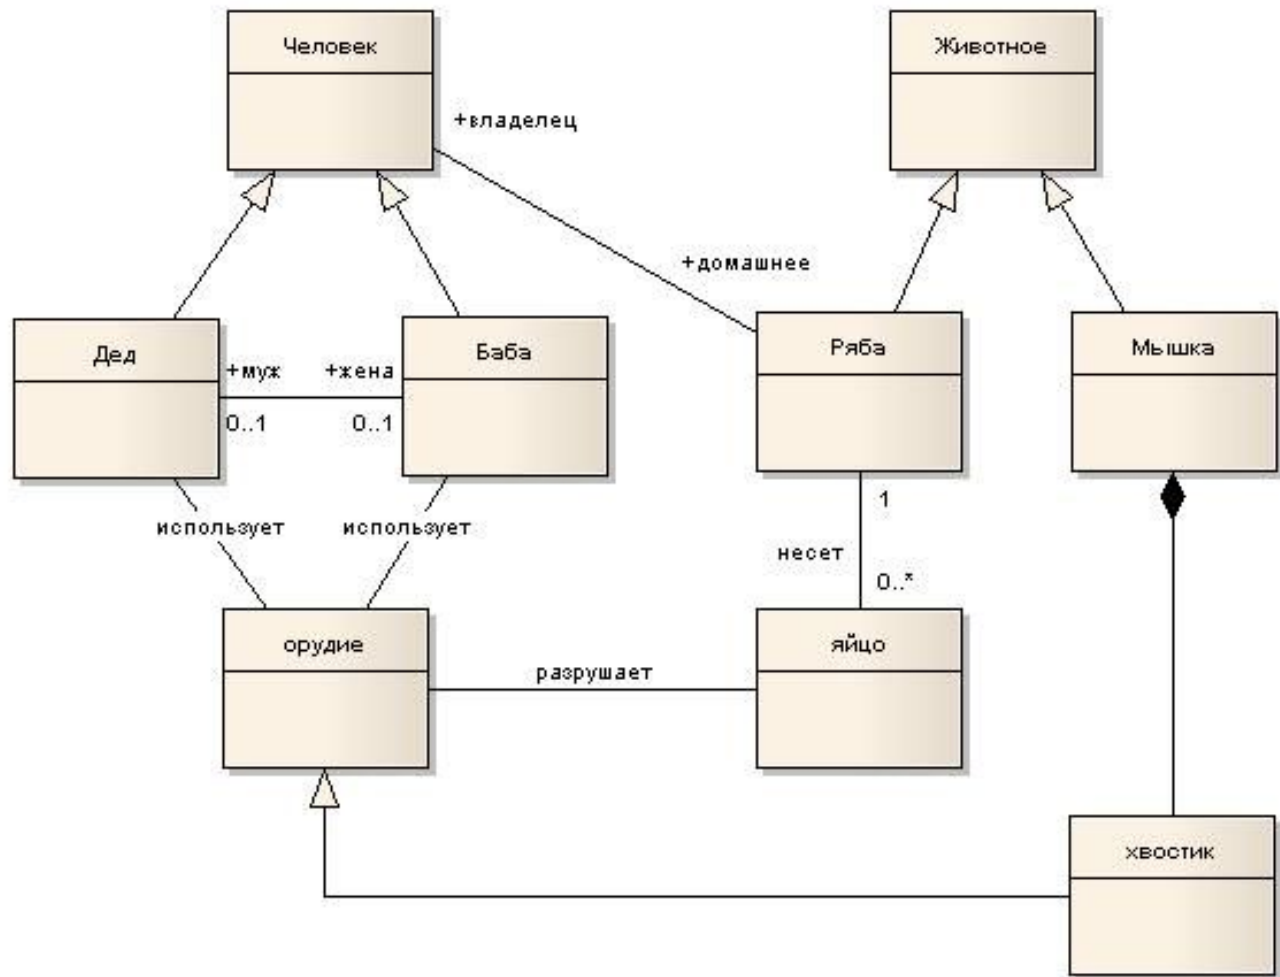 Человек
Животное
+владелец
+домашнее
Дед
Баба
Ряба
Мышка
+муж
+жена
0..1
0..1
использует
использует
1
несет
0..*
орудие
яйцо
разрушает
хвостик